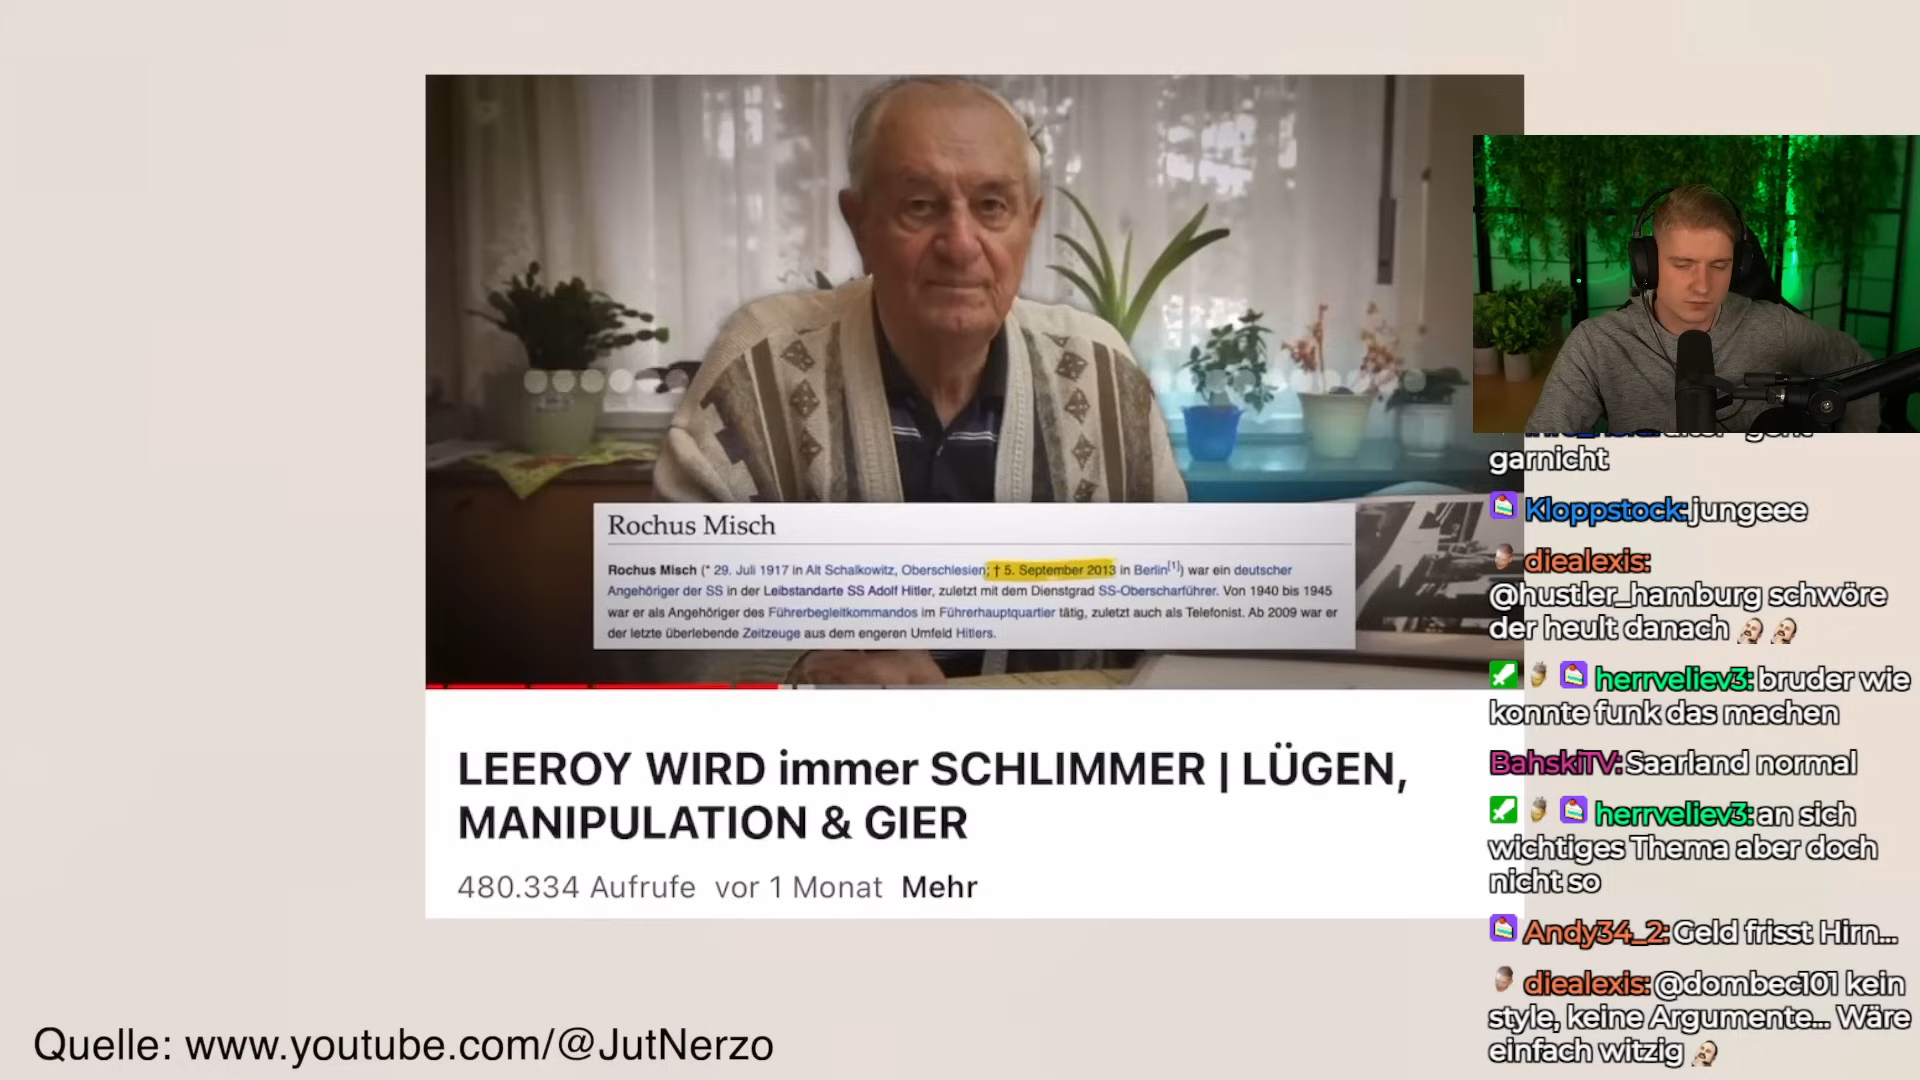 Rochus Misch
Rochus Misch (* 29. Juli 1917 in Alt Schalkowitz, Oberschlesien; † 5. September 2013 in Berlin[1]) war ein deutscher
Angehöriger der SS in der Leibstandarte SS Adolf Hitler, zuletzt mit dem Dienstgrad SS-Oberscharführer. Von 1940 bis 1945
war er als Angehöriger des Führerbegleitkommandos im Führerhauptquartier tätig, zuletzt auch als Telefonist. Ab 2009 war er
der letzte überlebende Zeitzeuge aus dem engeren Umfeld Hitlers.
LEEROY WIRD immer SCHLIMMER | LÜGEN,
MANIPULATION & GIER
480.334 Aufrufe vor 1 Monat Mehr
Quelle: www.youtube.com/@JutNerzo
garnicht
Kloppstock: jungeee
diealexis:
@hustler_hamburg schwöre
der heult danach
herrveliev3: bruder wie
konnte funk das machen
BahskiTV: Saarland normal
herrveliev3: an sich
wichtiges Thema aber doch
nicht so
Andy34_2: Geld frisst Hirn...
diealexis: @dombec101 kein
style, keine Argumente... Wäre
einfach witzig